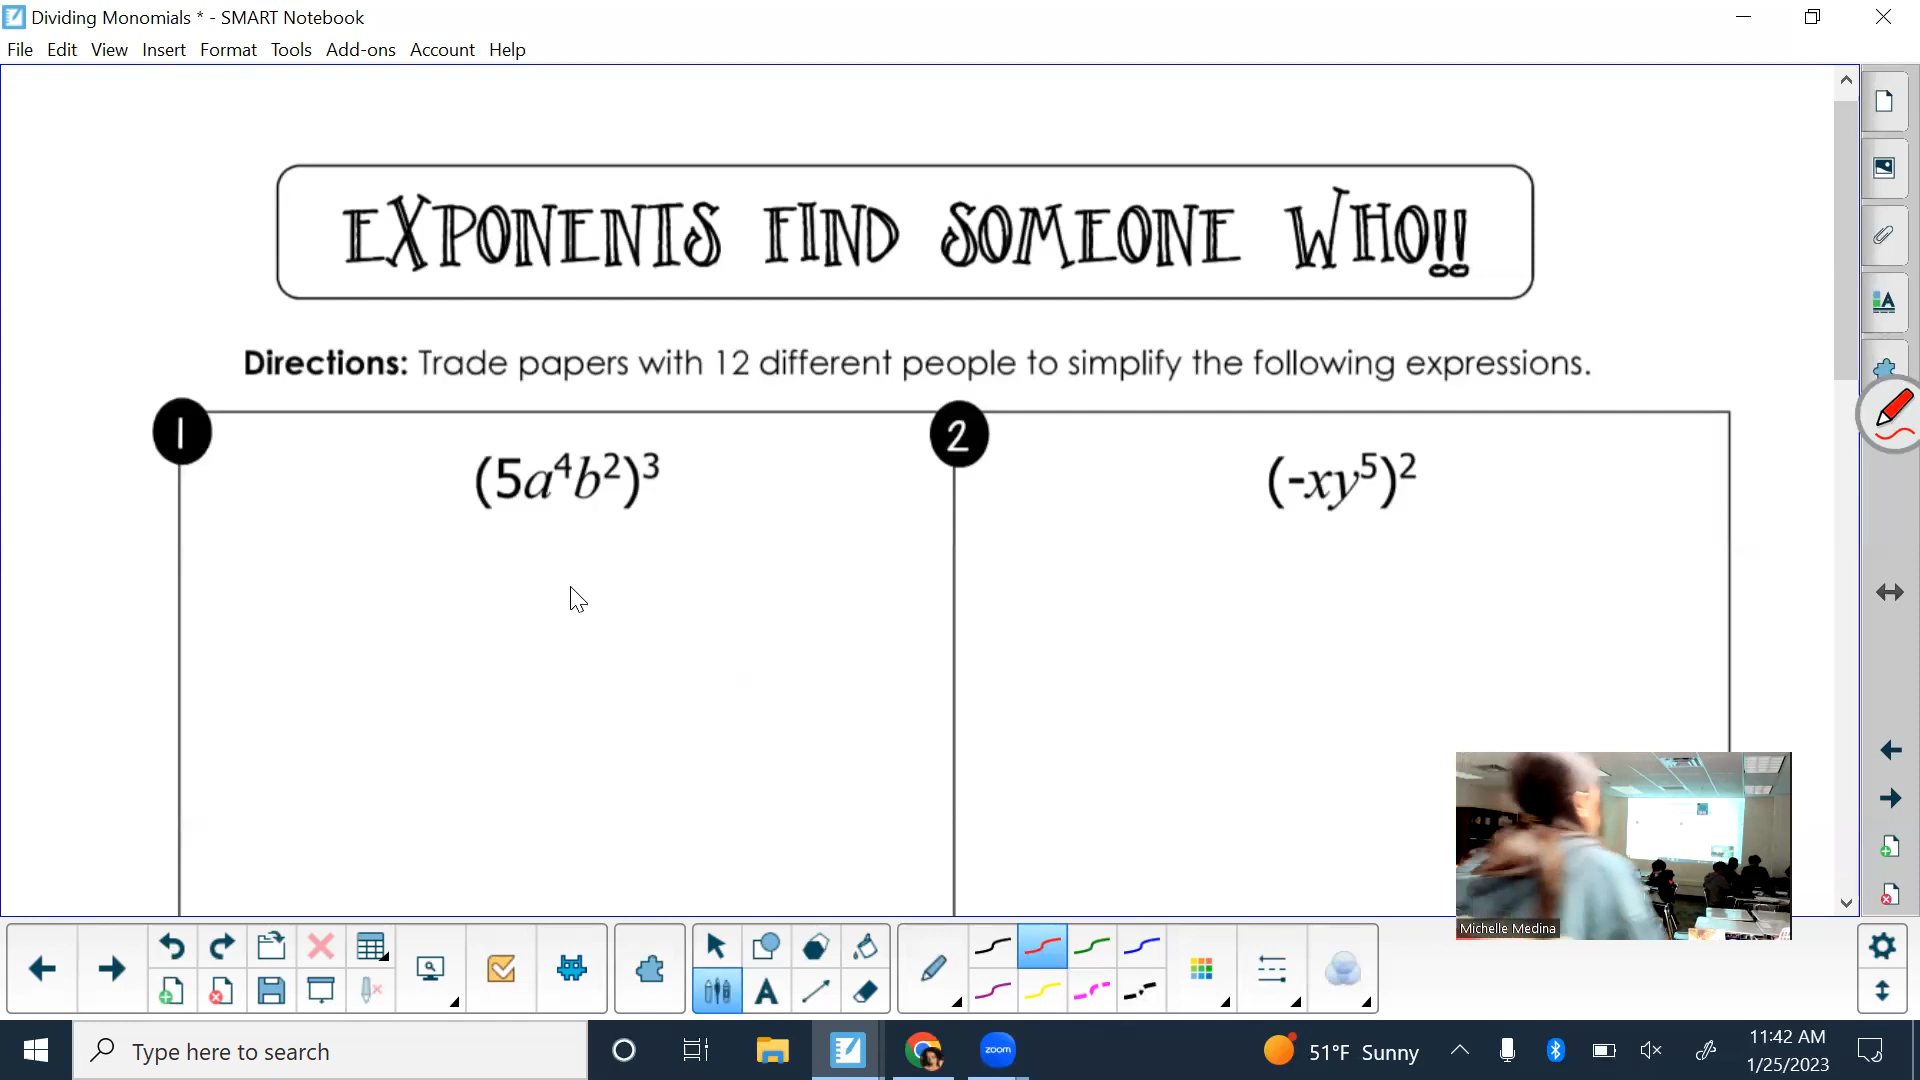 Dividing Monomials * - SMART Notebook
File Edit View Insert Format Tools Add-ons Account Help
EXPONENTS FIND SOMEONE WHO!!
Directions: Trade papers with 12 different people to simplify the following expressions.
1
(5a⁴b²)³
2
(-xy⁵)²
Michelle Medina
Type here to search
zoom
51°F Sunny
11:42 AM
1/25/2023